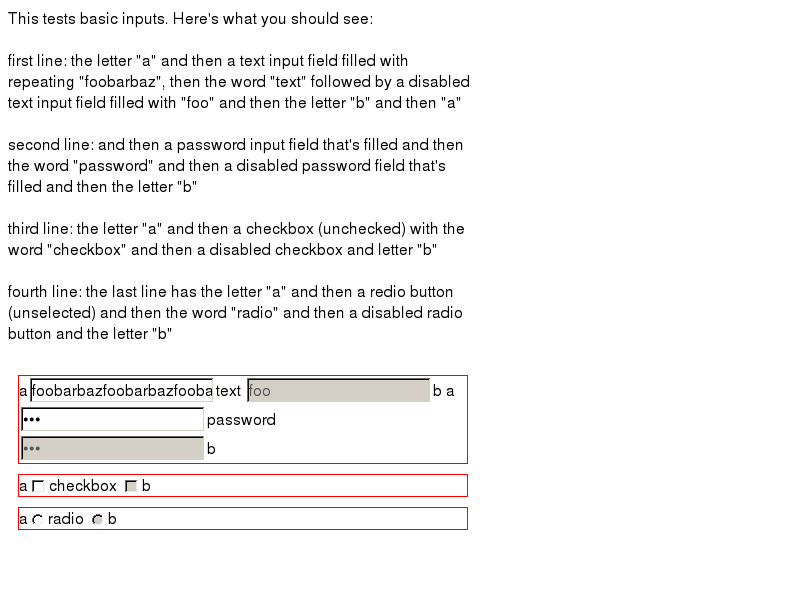 This tests basic inputs. Here's what you should see:
first line: the letter "a" and then a text input field filled with
repeating "foobarbaz", then the word "text" followed by a disabled
text input field filled with "foo" and then the letter "b" and then "a"
second line: and then a password input field that's filled and then
the word "password" and then a disabled password field that's
filled and then the letter "b"
third line: the letter "a" and then a checkbox (unchecked) with the
word "checkbox" and then a disabled checkbox and letter "b"
fourth line: the last line has the letter "a" and then a redio button
(unselected) and then the word "radio" and then a disabled radio
button and the letter "b"
a foobarbazfoobarbazfooba text foo b a
••• password
••• b
a checkbox b
a radio b